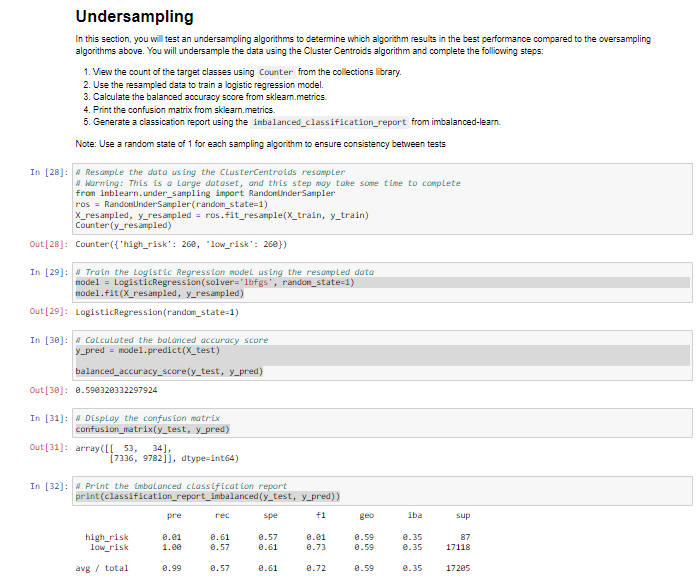 Undersampling
In this section, you will test an undersampling algorithms to determine which algorithm results in the best performance compared to the oversampling
algorithms above. You will undersample the data using the Cluster Centroids algorithm and complete the folliowing steps:
1. View the count of the target classes using Counter from the collections library.
2. Use the resampled data to train a logistic regression model.
3. Calculate the balanced accuracy score from sklearn.metrics.
4. Print the confusion matrix from sklearn.metrics.
5. Generate a classication report using the imbalanced_classification_report from imbalanced-learn.
Note: Use a random state of 1 for each sampling algorithm to ensure consistency between tests
In [28]: # Resample the data using the ClusterCentroids resampler
# Warning: This is a large dataset, and this step may take some time to complete
from imblearn.under_sampling import RandomUnderSampler
ros = RandomUnderSampler(random_state=1)
X_resampled, y_resampled = ros.fit_resample(X_train, y_train)
Counter(y_resampled)
Out[28]: Counter({'high_risk': 260, 'low_risk': 260})
In [29]: # Train the Logistic Regression model using the resampled data
model = LogisticRegression(solver='lbfgs', random_state=1)
model.fit(X_resampled, y_resampled)
Out[29]: LogisticRegression(random_state=1)
In [30]: # Calculated the balanced accuracy score
y_pred = model.predict(X_test)
balanced_accuracy_score(y_test, y_pred)
Out[30]: 0.590320332297924
In [31]: # Display the confusion matrix
confusion_matrix(y_test, y_pred)
Out[31]: array([[ 53, 34],
[7336, 9782]], dtype=int64)
In [32]: # Print the imbalanced classification report
print(classification_report_imbalanced(y_test, y_pred))
pre rec spe f1 geo iba sup
high_risk 0.01 0.61 0.57 0.01 0.59 0.35 87
low_risk 1.00 0.57 0.61 0.73 0.59 0.35 17118
avg / total 0.99 0.57 0.61 0.72 0.59 0.35 17205